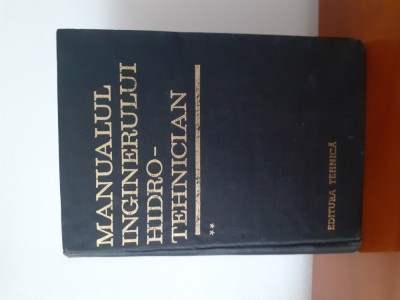 MANUALUL
INGINERULUI
HIDRO-
TEHNICIAN
**
EDITURA TEHNICĂ